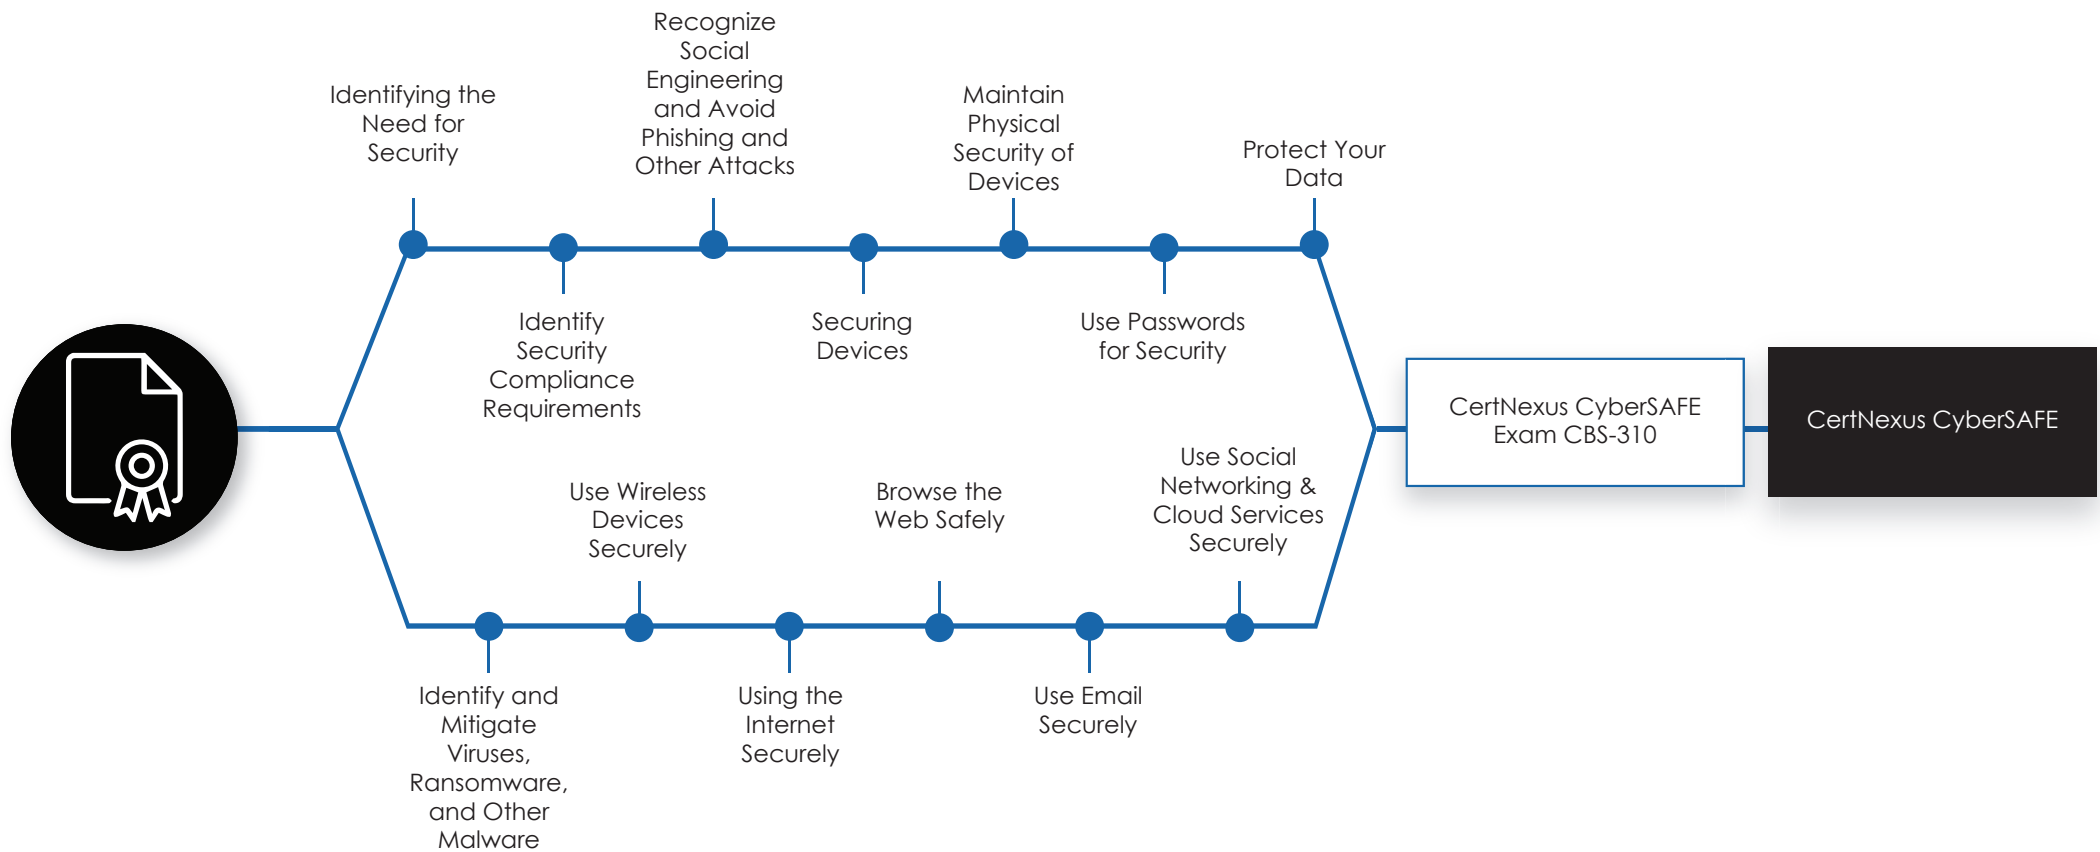 Identifying the
Need for
Security
Recognize
Social
Engineering
and Avoid
Phishing and
Other Attacks
Maintain
Physical
Security of
Devices
Protect Your
Data
Identify
Security
Compliance
Requirements
Securing
Devices
Use Passwords
for Security
Use Wireless
Devices
Securely
Browse the
Web Safely
Use Social
Networking &
Cloud Services
Securely
Identify and
Mitigate
Viruses,
Ransomware,
and Other
Malware
Using the
Internet
Securely
Use Email
Securely
CertNexus CyberSAFE
Exam CBS-310
CertNexus CyberSAFE